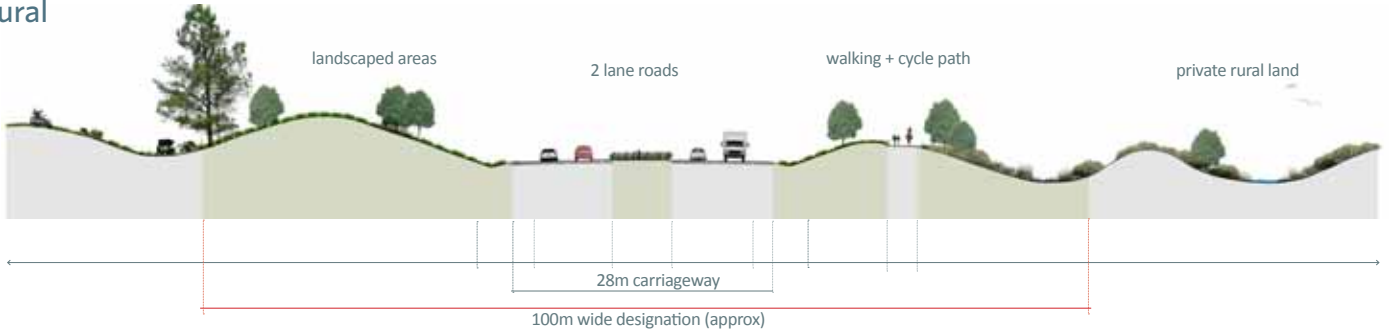 ural
landscaped areas
2 lane roads
walking + cycle path
private rural land
28m carriageway
100m wide designation (approx)